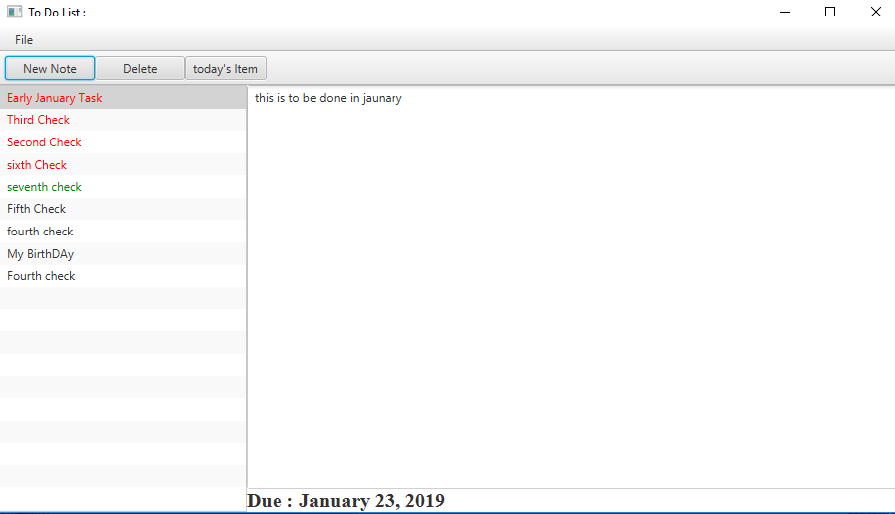 To Do List :
File
New Note Delete today's Item
Early January Task
Third Check
Second Check
sixth Check
seventh check
Fifth Check
fourth check
My BirthDAy
Fourth check
this is to be done in jaunary
Due : January 23, 2019